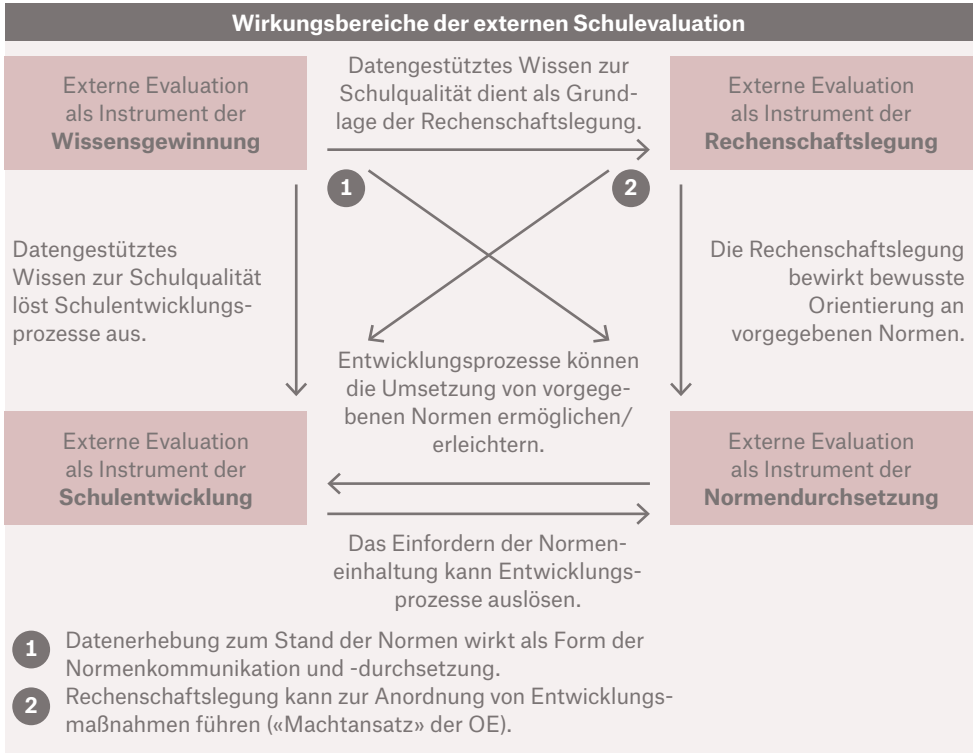 Wirkungsbereiche der externen Schulevaluation
Externe Evaluation
als Instrument der
Wissensgewinnung
Datengestütztes Wissen zur
Schulqualität dient als Grund-
lage der Rechenschaftslegung.
Externe Evaluation
als Instrument der
Rechenschaftslegung
1
2
Datengestütztes
Wissen zur Schulqualität
löst Schulentwicklungs-
prozesse aus.
Die Rechenschaftslegung
bewirkt bewusste
Orientierung an
vorgegebenen Normen.
Entwicklungsprozesse können
die Umsetzung von vorgege-
benen Normen ermöglichen/
erleichtern.
Externe Evaluation
als Instrument der
Schulentwicklung
Externe Evaluation
als Instrument der
Normendurchsetzung
Das Einfordern der Normen-
einhaltung kann Entwicklungs-
prozesse auslösen.
1 Datenerhebung zum Stand der Normen wirkt als Form der
Normenkommunikation und -durchsetzung.
2 Rechenschaftslegung kann zur Anordnung von Entwicklungs-
maßnahmen führen («Machtansatz» der OE).